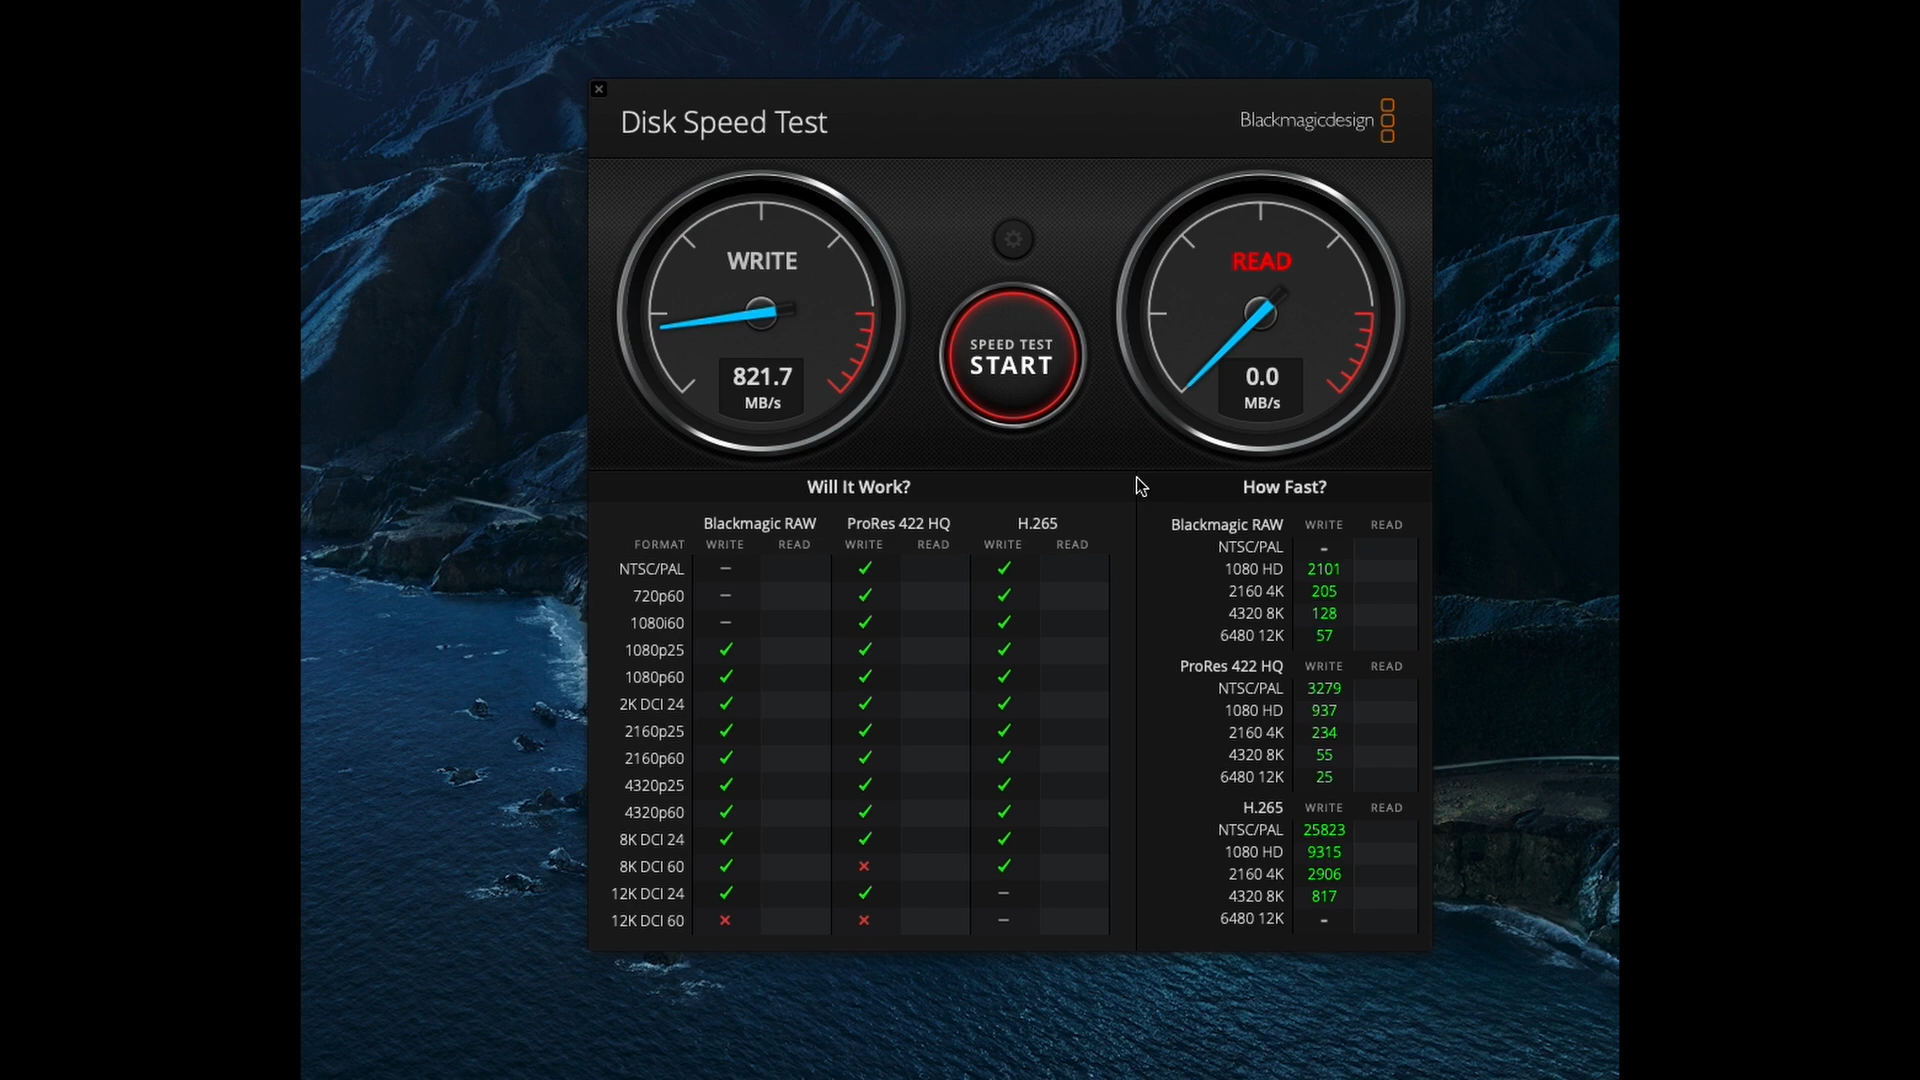 Disk Speed Test
Blackmagicdesign
WRITE
821.7
MB/s
SPEED TEST
START
READ
0.0
MB/s
Will It Work?
Blackmagic RAW ProRes 422 HQ H.265
FORMAT WRITE READ WRITE READ WRITE READ
NTSC/PAL – ✓ ✓
720p60 – ✓ ✓
1080i60 – ✓ ✓
1080p25 ✓ ✓ ✓
1080p60 ✓ ✓ ✓
2K DCI 24 ✓ ✓ ✓
2160p25 ✓ ✓ ✓
2160p60 ✓ ✓ ✓
4320p25 ✓ ✓ ✓
4320p60 ✓ ✓ ✓
8K DCI 24 ✓ ✓ ✓
8K DCI 60 ✓ × ✓
12K DCI 24 ✓ ✓ –
12K DCI 60 × × –
How Fast?
Blackmagic RAW WRITE READ
NTSC/PAL -
1080 HD 2101
2160 4K 205
4320 8K 128
6480 12K 57
ProRes 422 HQ WRITE READ
NTSC/PAL 3279
1080 HD 937
2160 4K 234
4320 8K 55
6480 12K 25
H.265 WRITE READ
NTSC/PAL 25823
1080 HD 9315
2160 4K 2906
4320 8K 817
6480 12K -